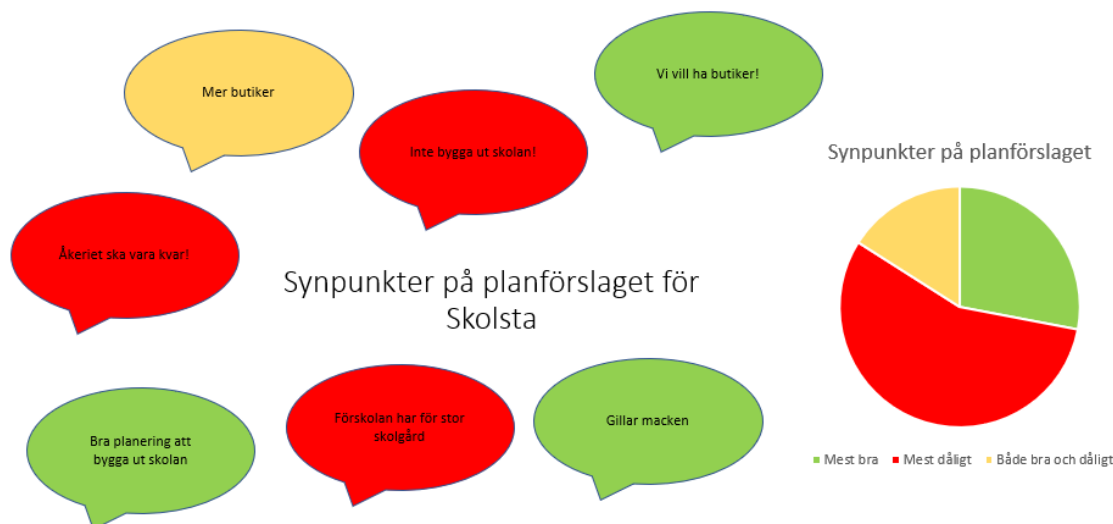 Mer butiker
Vi vill ha butiker!
Inte bygga ut skolan!
Åkeriet ska vara kvar!
Synpunkter på planförslaget för
Skolsta
Bra planering att
bygga ut skolan
Förskolan har för stor
skolgård
Gillar macken
Synpunkter på planförslaget
Mest bra
Mest dåligt
Både bra och dåligt